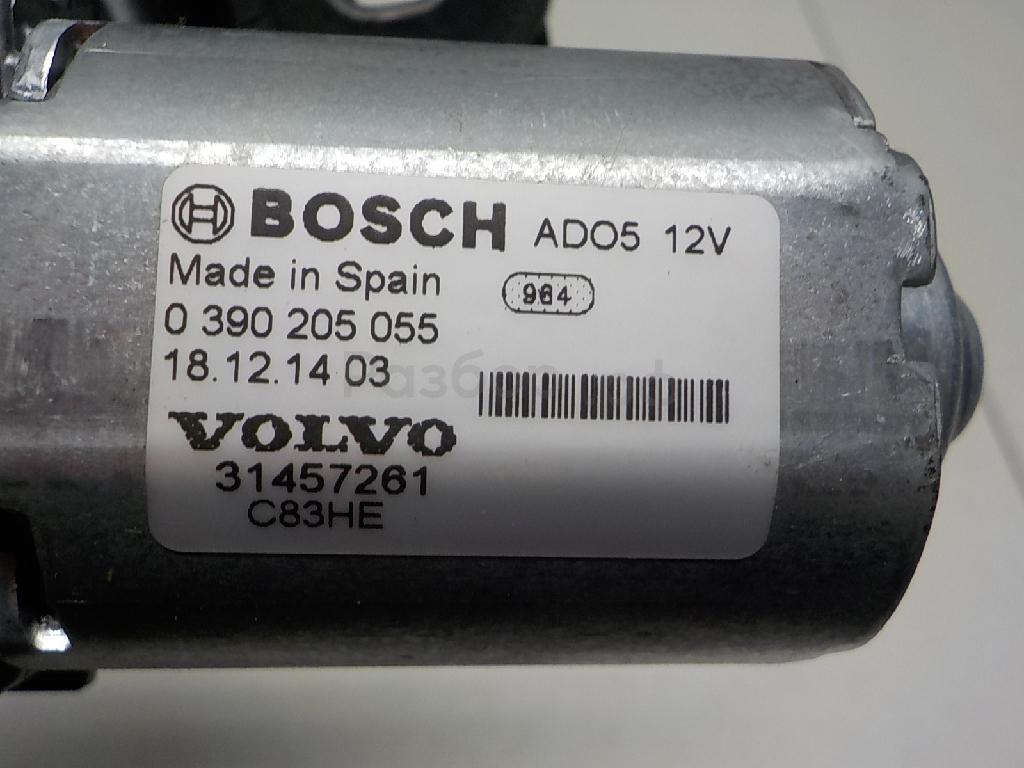 BOSCH ADO5 12V
Made in Spain
964
0 390 205 055
18.12.14 03
VOLVO
31457261
C83HE